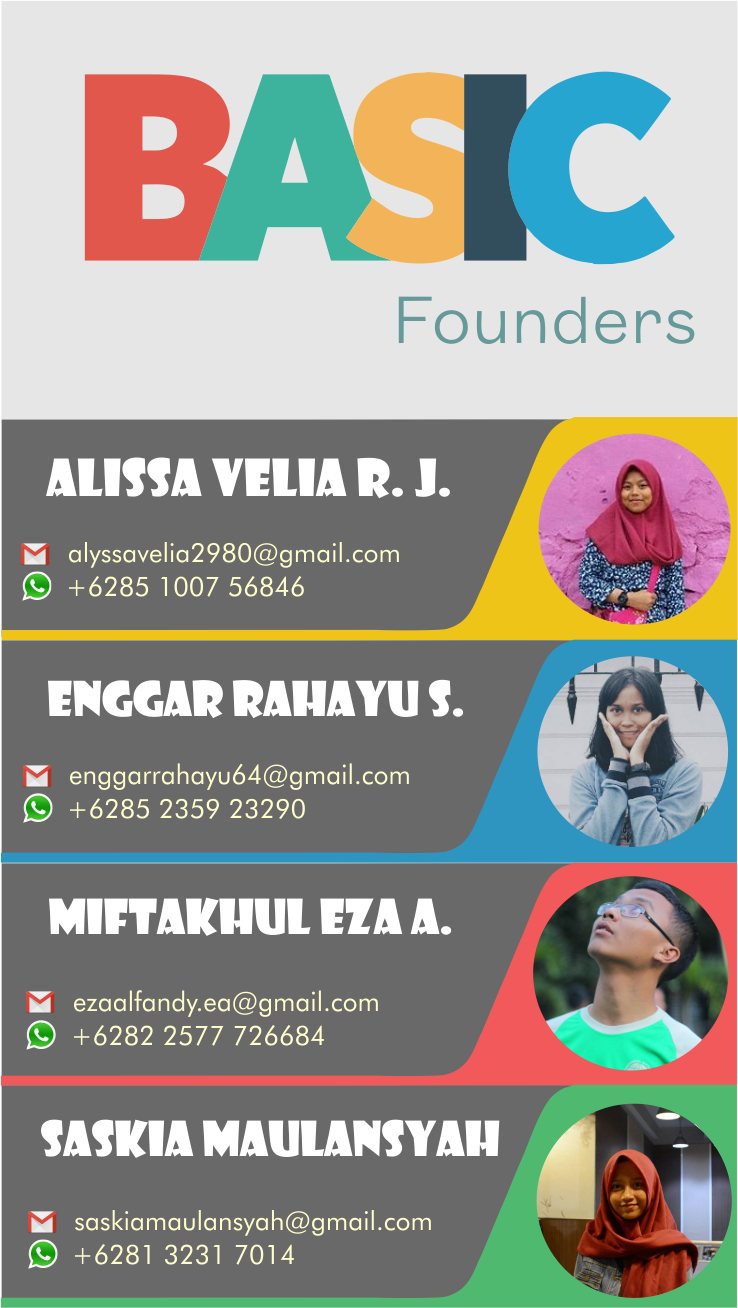 BASIC
Founders
ALISSA VELIA R. J.
alyssavelia2980@gmail.com
+6285 1007 56846
ENGGAR RAHAYU S.
enggarrahayu64@gmail.com
+6285 2359 23290
MIFTAKHUL EZA A.
ezaalfandy.ea@gmail.com
+6282 2577 726684
SASKIA MAULANSYAH
saskiamaulansyah@gmail.com
+6281 3231 7014